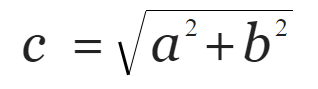 c = √a²+b²